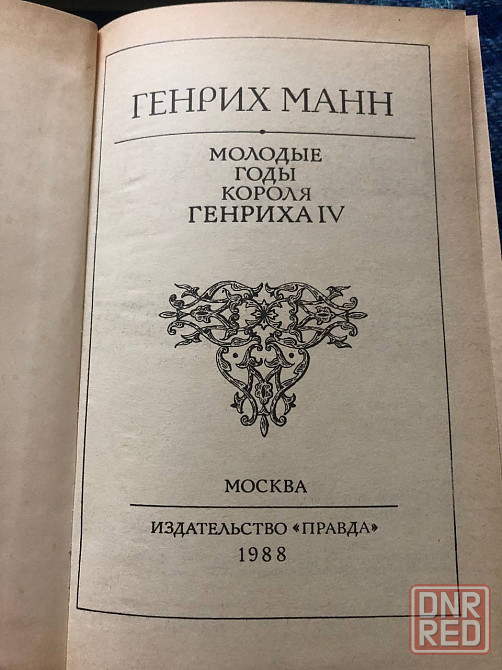 ГЕНРИХ МАНН
МОЛОДЫЕ
ГОДЫ
КОРОЛЯ
ГЕНРИХА IV
МОСКВА
ИЗДАТЕЛЬСТВО «ПРАВДА»
1988
DNR
RED